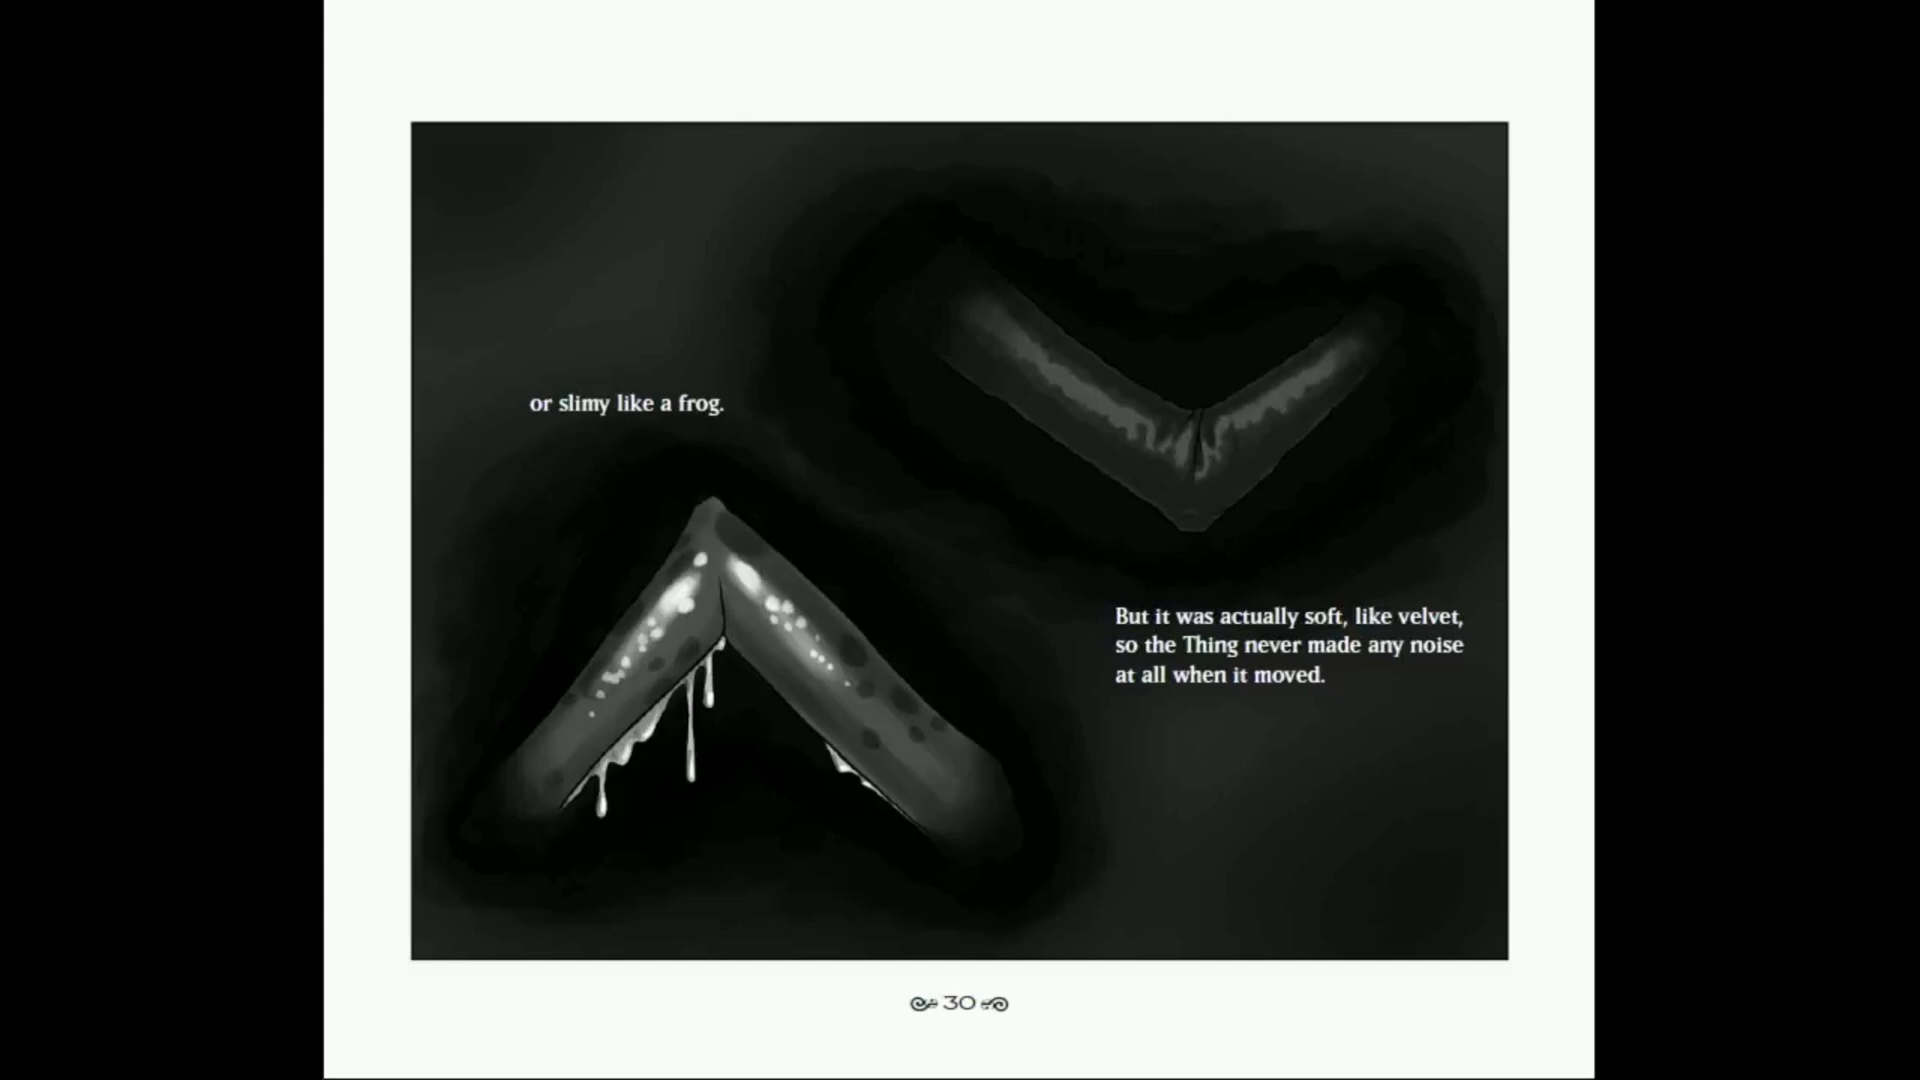 or slimy like a frog.
But it was actually soft, like velvet,
so the Thing never made any noise
at all when it moved.
30